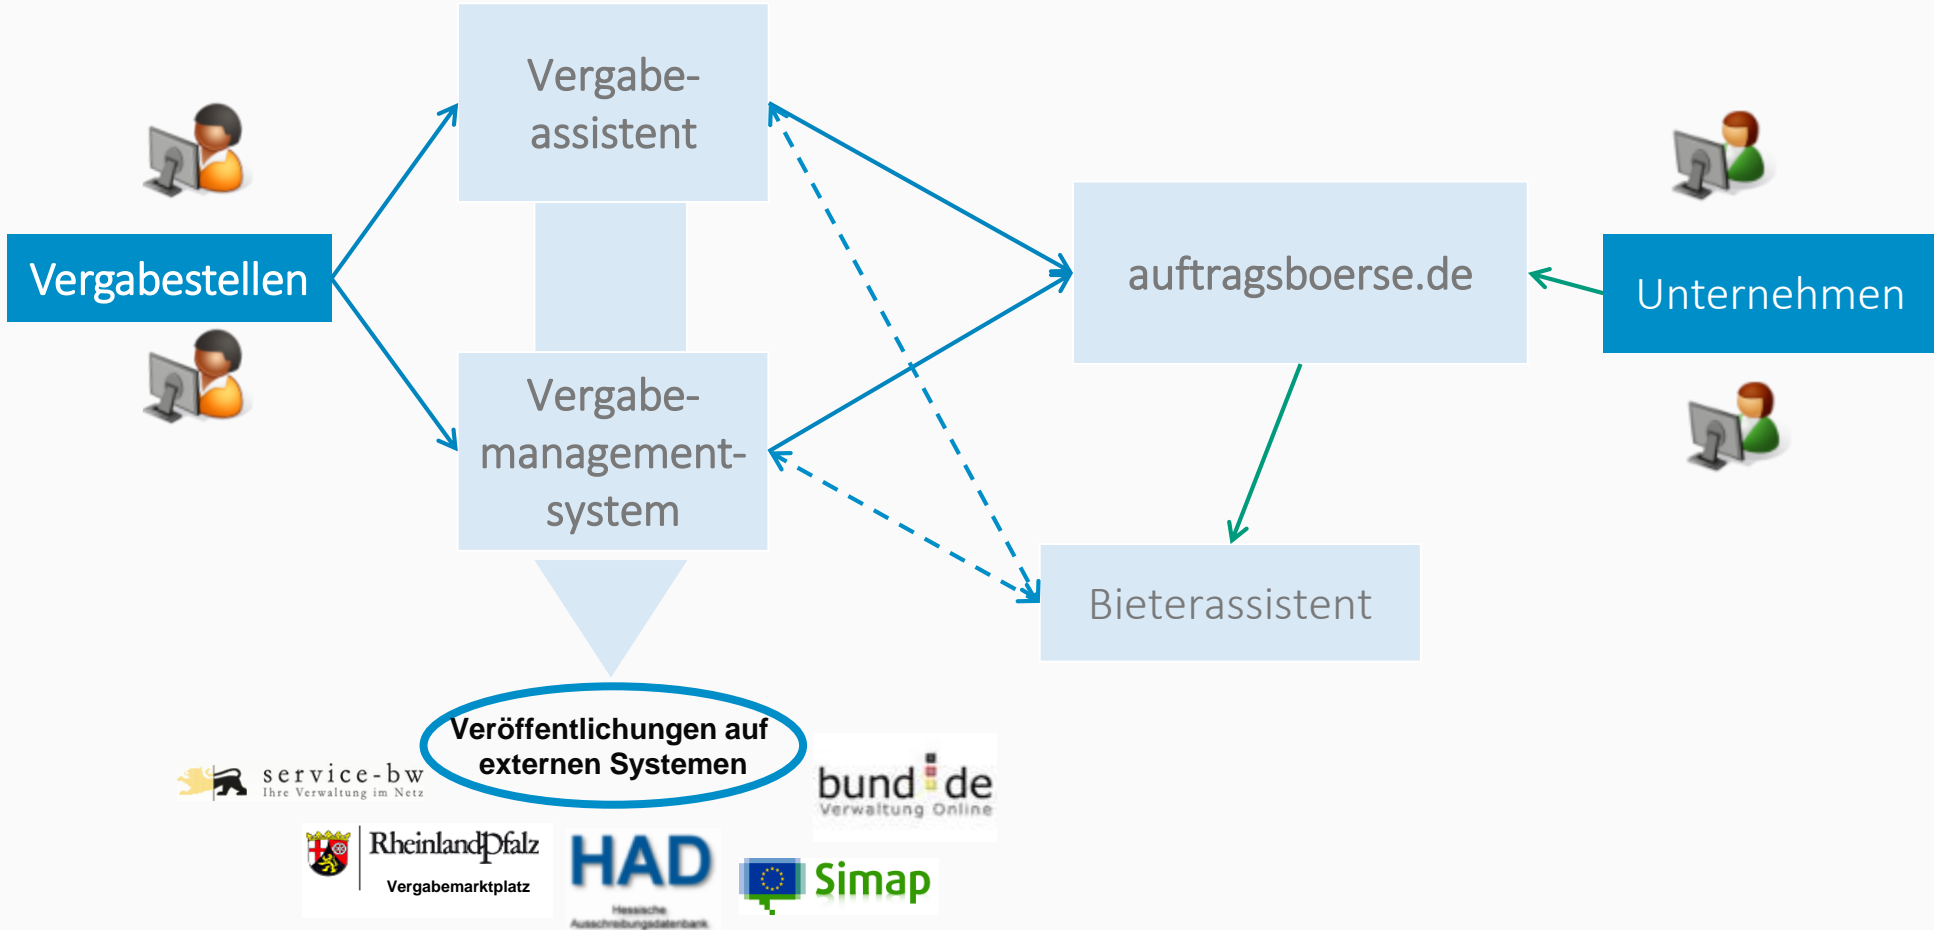 Vergabe-
assistent
Vergabestellen
auftragsboerse.de
Unternehmen
Vergabe-
management-
system
Bieterassistent
Veröffentlichungen auf
externen Systemen
service-bw
Ihre Verwaltung im Netz
bund de
Verwaltung Online
RheinlandPfalz
Vergabemarktplatz
HAD
Hessische
Ausschreibungsdatenbank
Simap